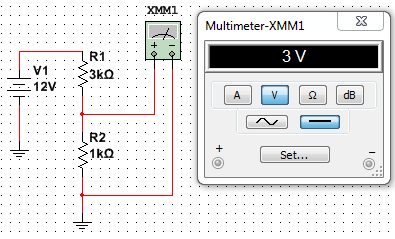 XMM1
R1
3kΩ
V1
12V
R2
1kΩ
Multimeter-XMM1
3 V
A V Ω dB
+ −
Set...